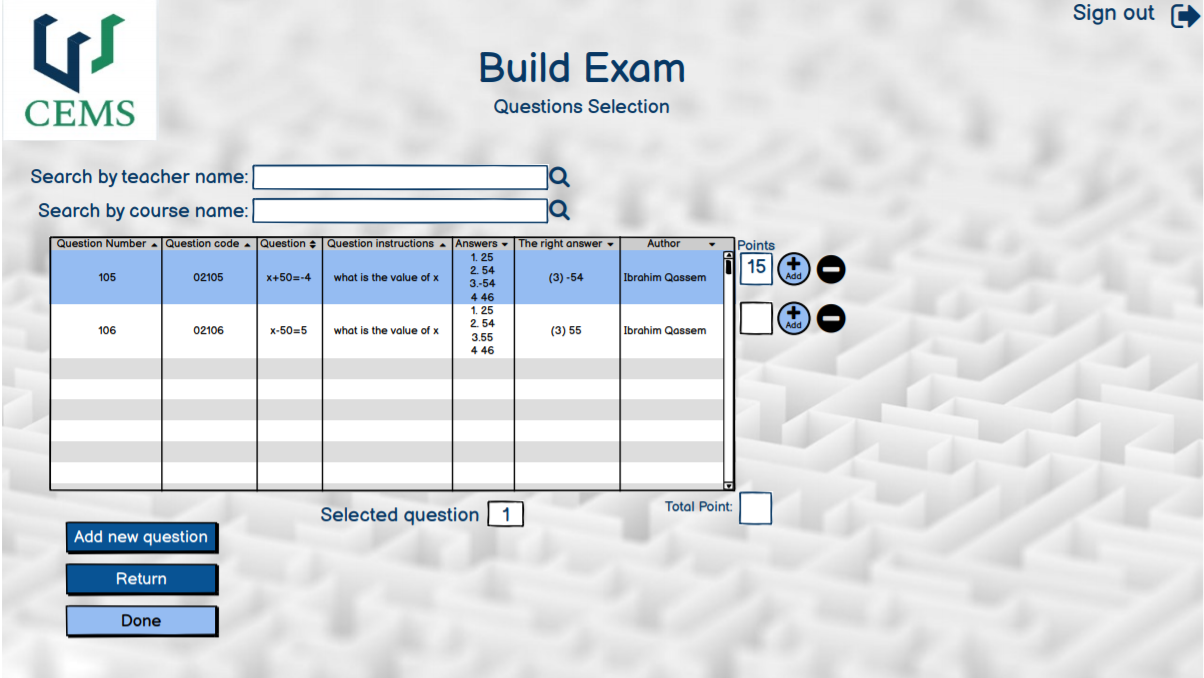 Sign out
CEMS
Build Exam
Questions Selection
Search by teacher name:
Search by course name:
Question Number Question code Question Question instructions Answers The right answer Author Points
105 02105 x+50=-4 what is the value of x 1. 25 (3) -54 Ibrahim Qassem 15 Add
2. 54
3.-54
4 46
106 02106 x-50=5 what is the value of x 1. 25 (3) 55 Ibrahim Qassem Add
2. 54
3.55
4 46
Selected question 1
Total Point:
Add new question
Return
Done